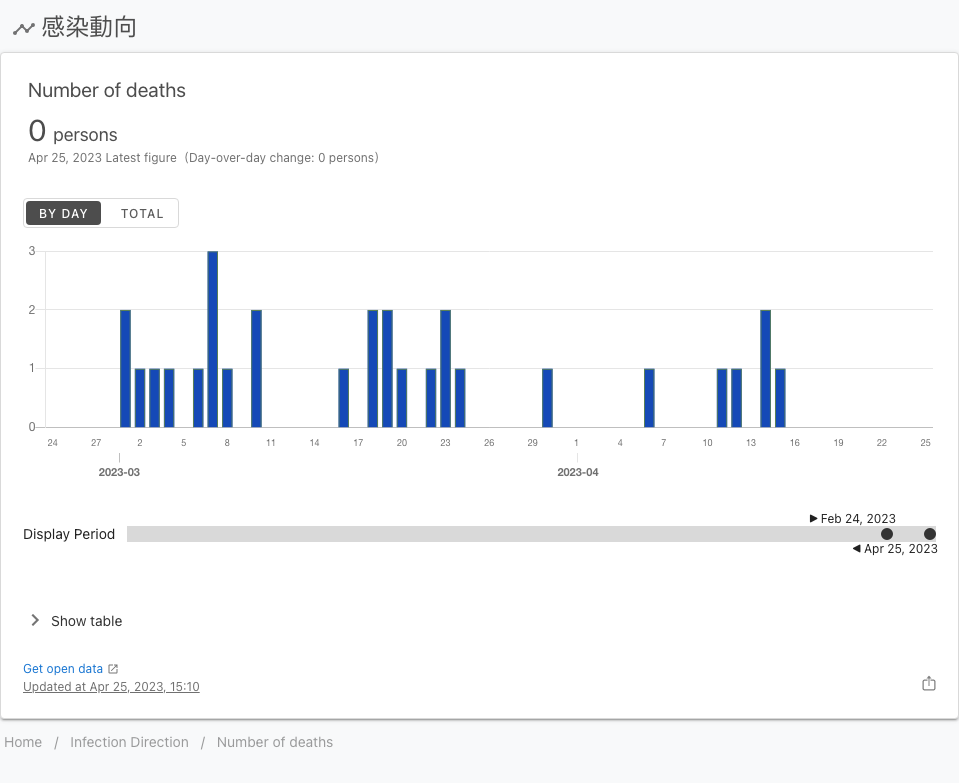 感染動向
Number of deaths
0 persons
Apr 25, 2023 Latest figure (Day-over-day change: 0 persons)
BY DAY TOTAL
3
2
1
0
24 27 2 5 8 11 14 17 20 23 26 29 1 4 7 10 13 16 19 22 25
2023-03 2023-04
Feb 24, 2023
Display Period
Apr 25, 2023
Show table
Get open data
Updated at Apr 25, 2023, 15:10
Home / Infection Direction / Number of deaths